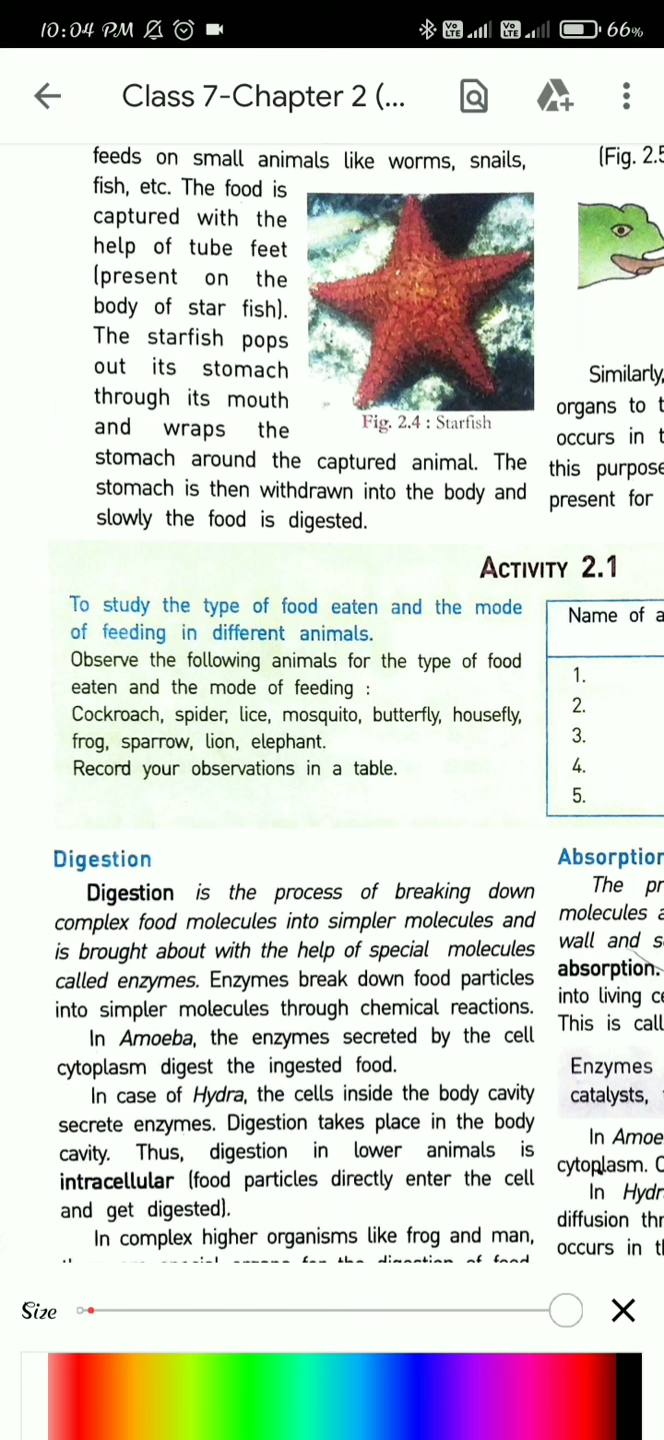 10:04 PM
Vo LTE
Vo LTE
66%
Class 7-Chapter 2 (...
feeds on small animals like worms, snails,
fish, etc. The food is
captured with the
help of tube feet
(present on the
body of star fish).
The starfish pops
out its stomach
through its mouth
and wraps the
Fig. 2.4 : Starfish
stomach around the captured animal. The
stomach is then withdrawn into the body and
slowly the food is digested.
(Fig. 2.5
Similarly,
organs to t
occurs in t
this purpose
present for
ACTIVITY 2.1
To study the type of food eaten and the mode
of feeding in different animals.
Observe the following animals for the type of food
eaten and the mode of feeding :
Cockroach, spider, lice, mosquito, butterfly, housefly,
frog, sparrow, lion, elephant.
Record your observations in a table.
Name of a
1.
2.
3.
4.
5.
Digestion
Digestion is the process of breaking down
complex food molecules into simpler molecules and
is brought about with the help of special molecules
called enzymes. Enzymes break down food particles
into simpler molecules through chemical reactions.
In Amoeba, the enzymes secreted by the cell
cytoplasm digest the ingested food.
In case of Hydra, the cells inside the body cavity
secrete enzymes. Digestion takes place in the body
cavity. Thus, digestion in lower animals is
intracellular (food particles directly enter the cell
and get digested).
In complex higher organisms like frog and man,
Absorption
The pr
molecules a
wall and s
absorption.
into living ce
This is call
Enzymes
catalysts,
In Amoe
cytoplasm. O
In Hydr
diffusion thr
occurs in th
Size